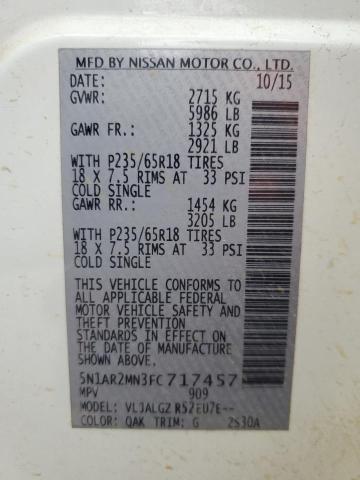 MFD BY NISSAN MOTOR CO., LTD.
DATE: 10/15
GVWR: 2715 KG
5986 LB
GAWR FR.: 1325 KG
2921 LB
WITH P235/65R18 TIRES
18 X 7.5 RIMS AT 33 PSI
COLD SINGLE
GAWR RR.: 1454 KG
3205 LB
WITH P235/65R18 TIRES
18 X 7.5 RIMS AT 33 PSI
COLD SINGLE
THIS VEHICLE CONFORMS TO
ALL APPLICABLE FEDERAL
MOTOR VEHICLE SAFETY AND
THEFT PREVENTION
STANDARDS IN EFFECT ON
THE DATE OF MANUFACTURE
SHOWN ABOVE.
5N1AR2MN3FC717457
MPV 909
MODEL:
COLOR: QAK TRIM: G